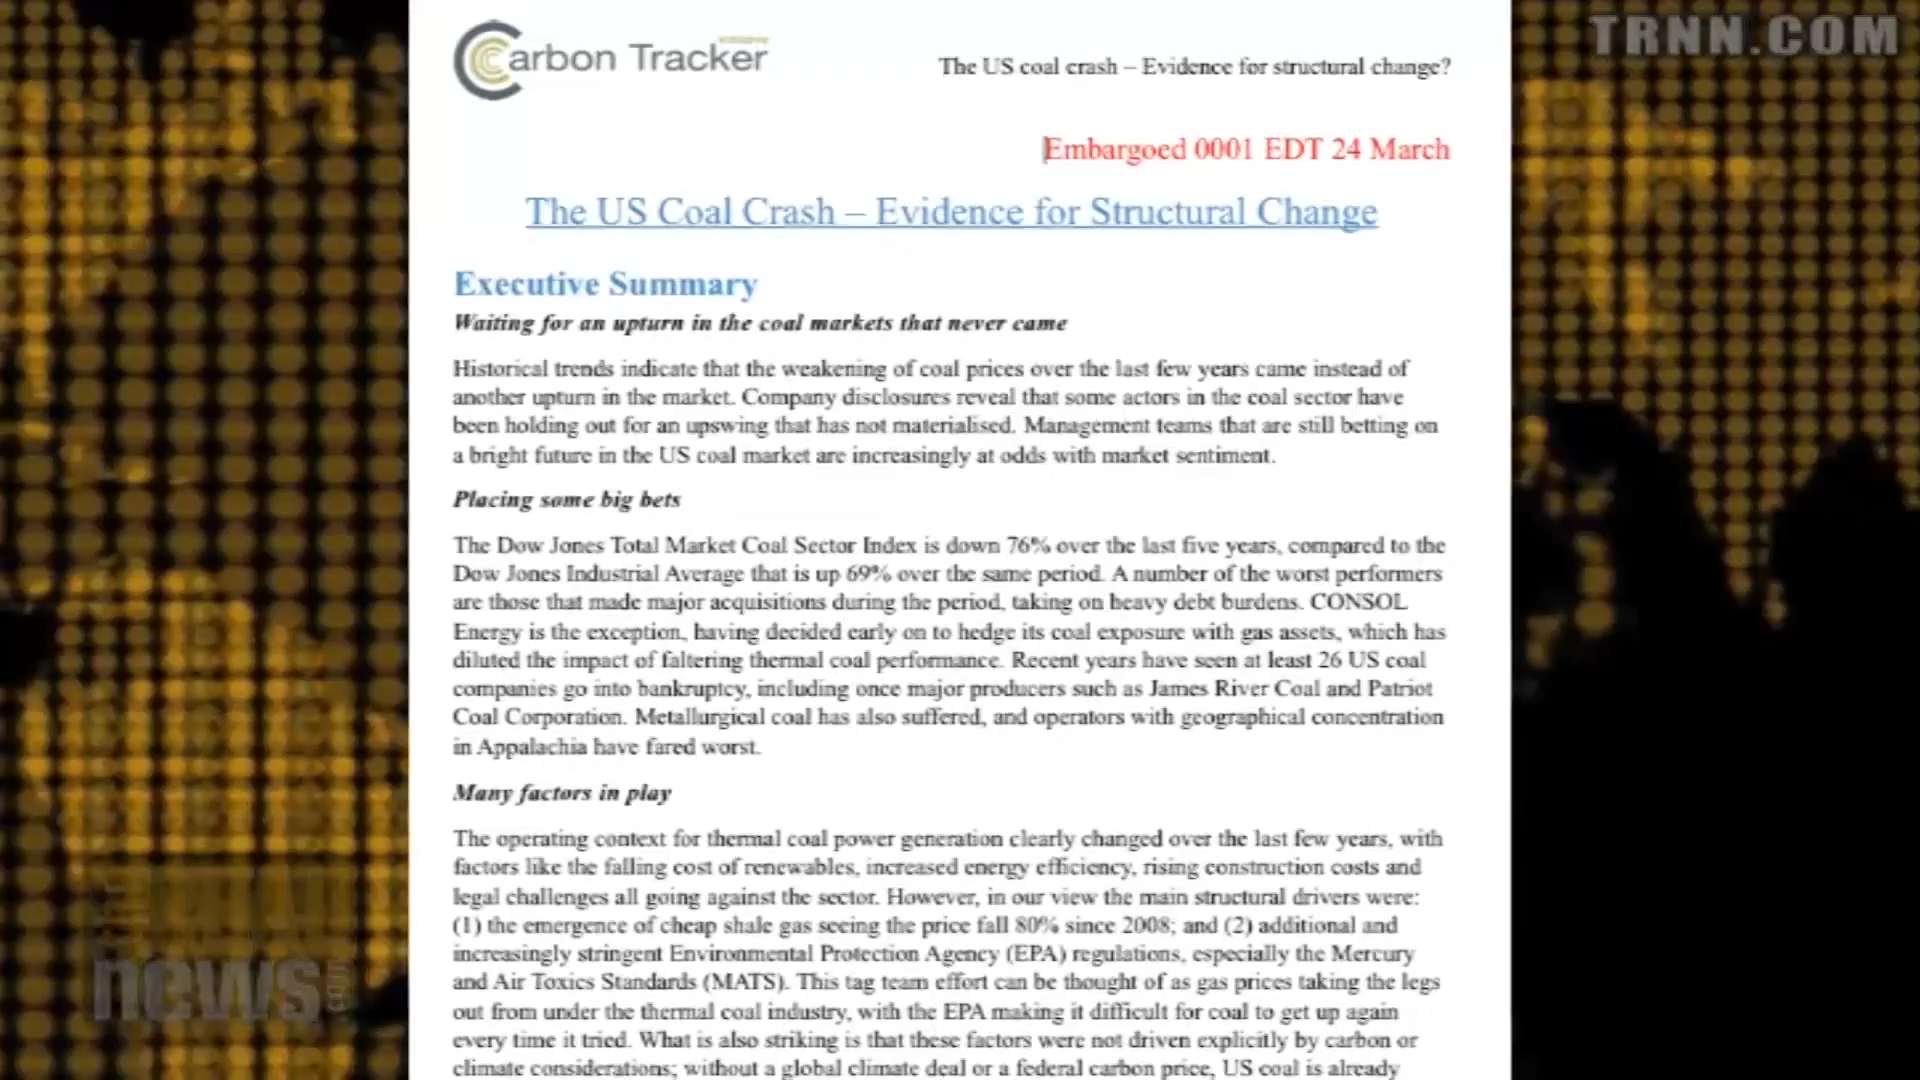 TRNN.COM
Carbon Tracker
The US coal crash – Evidence for structural change?
Embargoed 0001 EDT 24 March
The US Coal Crash – Evidence for Structural Change
Executive Summary
Waiting for an upturn in the coal markets that never came
Historical trends indicate that the weakening of coal prices over the last few years came instead of
another upturn in the market. Company disclosures reveal that some actors in the coal sector have
been holding out for an upswing that has not materialised. Management teams that are still betting on
a bright future in the US coal market are increasingly at odds with market sentiment.
Placing some big bets
The Dow Jones Total Market Coal Sector Index is down 76% over the last five years, compared to the
Dow Jones Industrial Average that is up 69% over the same period. A number of the worst performers
are those that made major acquisitions during the period, taking on heavy debt burdens. CONSOL
Energy is the exception, having decided early on to hedge its coal exposure with gas assets, which has
diluted the impact of faltering thermal coal performance. Recent years have seen at least 26 US coal
companies go into bankruptcy, including once major producers such as James River Coal and Patriot
Coal Corporation. Metallurgical coal has also suffered, and operators with geographical concentration
in Appalachia have fared worst.
Many factors in play
The operating context for thermal coal power generation clearly changed over the last few years, with
factors like the falling cost of renewables, increased energy efficiency, rising construction costs and
legal challenges all going against the sector. However, in our view the main structural drivers were:
(1) the emergence of cheap shale gas seeing the price fall 80% since 2008; and (2) additional and
increasingly stringent Environmental Protection Agency (EPA) regulations, especially the Mercury
and Air Toxics Standards (MATS). This tag team effort can be thought of as gas prices taking the legs
out from under the thermal coal industry, with the EPA making it difficult for coal to get up again
every time it tried. What is also striking is that these factors were not driven explicitly by carbon or
climate considerations; without a global climate deal or a federal carbon price, US coal is already
news